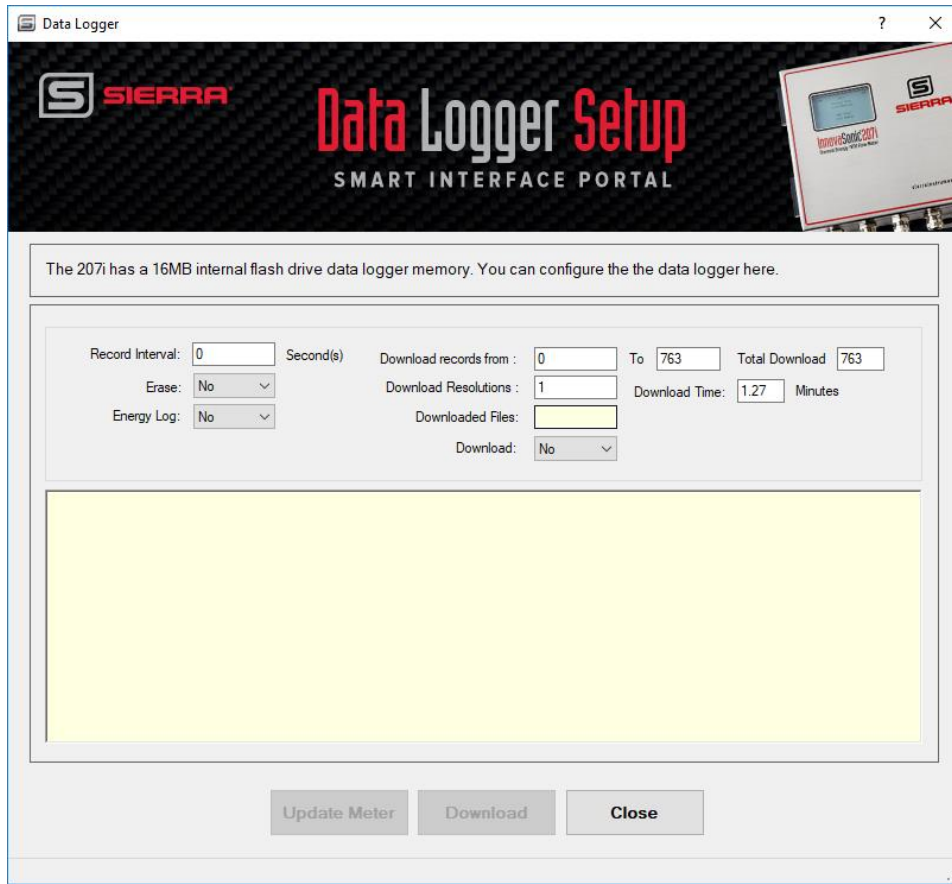 Data Logger
?
SIERRA
Data Logger Setup
SMART INTERFACE PORTAL
SIERRA
InnovaSonic 207i
The 207i has a 16MB internal flash drive data logger memory. You can configure the the data logger here.
Record Interval: 0 Second(s) Download records from : 0 To 763 Total Download 763
Erase: No Download Resolutions : 1 Download Time: 1.27 Minutes
Energy Log: No Downloaded Files:
Download: No
Update Meter Download Close